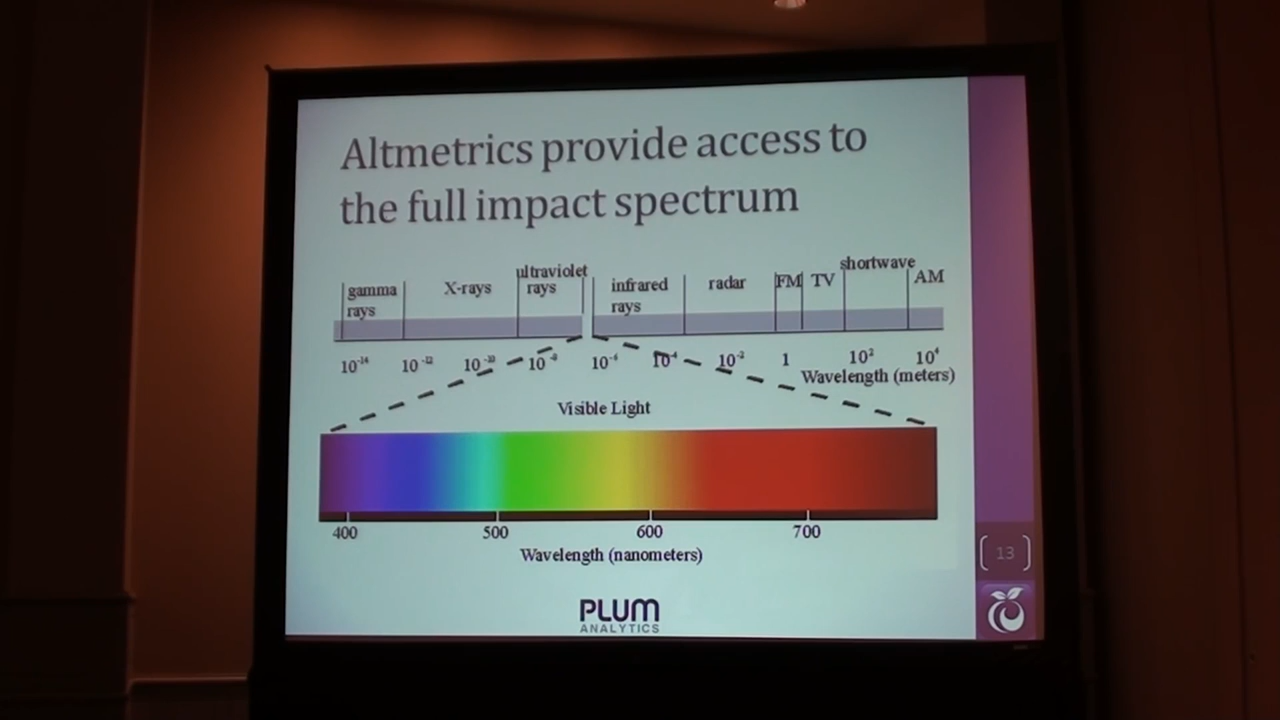 Altmetrics provide access to
the full impact spectrum
gamma rays
X-rays
ultraviolet rays
infrared rays
radar
FM
TV
shortwave
AM
10⁻¹⁴ 10⁻¹² 10⁻¹⁰ 10⁻⁸ 10⁻⁶ 10⁻⁴ 10⁻² 1 10² 10⁴
Wavelength (meters)
Visible Light
400 500 600 700
Wavelength (nanometers)
13
PLUM
ANALYTICS